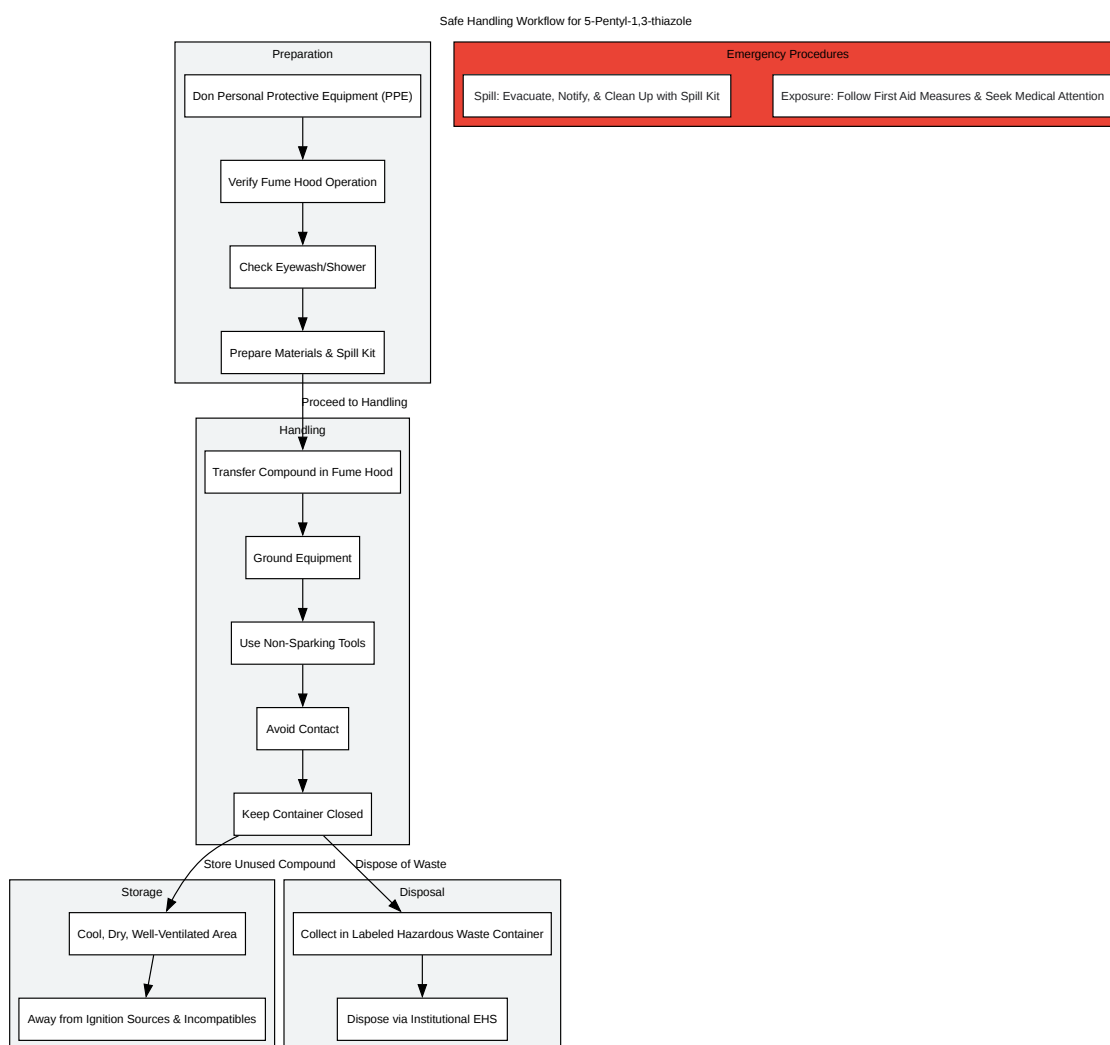 Safe Handling Workflow for 5-Pentyl-1,3-thiazole
Preparation
Don Personal Protective Equipment (PPE)
Verify Fume Hood Operation
Check Eyewash/Shower
Prepare Materials & Spill Kit
Emergency Procedures
Spill: Evacuate, Notify, & Clean Up with Spill Kit
Exposure: Follow First Aid Measures & Seek Medical Attention
Proceed to Handling
Handling
Transfer Compound in Fume Hood
Ground Equipment
Use Non-Sparking Tools
Avoid Contact
Keep Container Closed
Store Unused Compound
Dispose of Waste
Storage
Cool, Dry, Well-Ventilated Area
Away from Ignition Sources & Incompatibles
Disposal
Collect in Labeled Hazardous Waste Container
Dispose via Institutional EHS